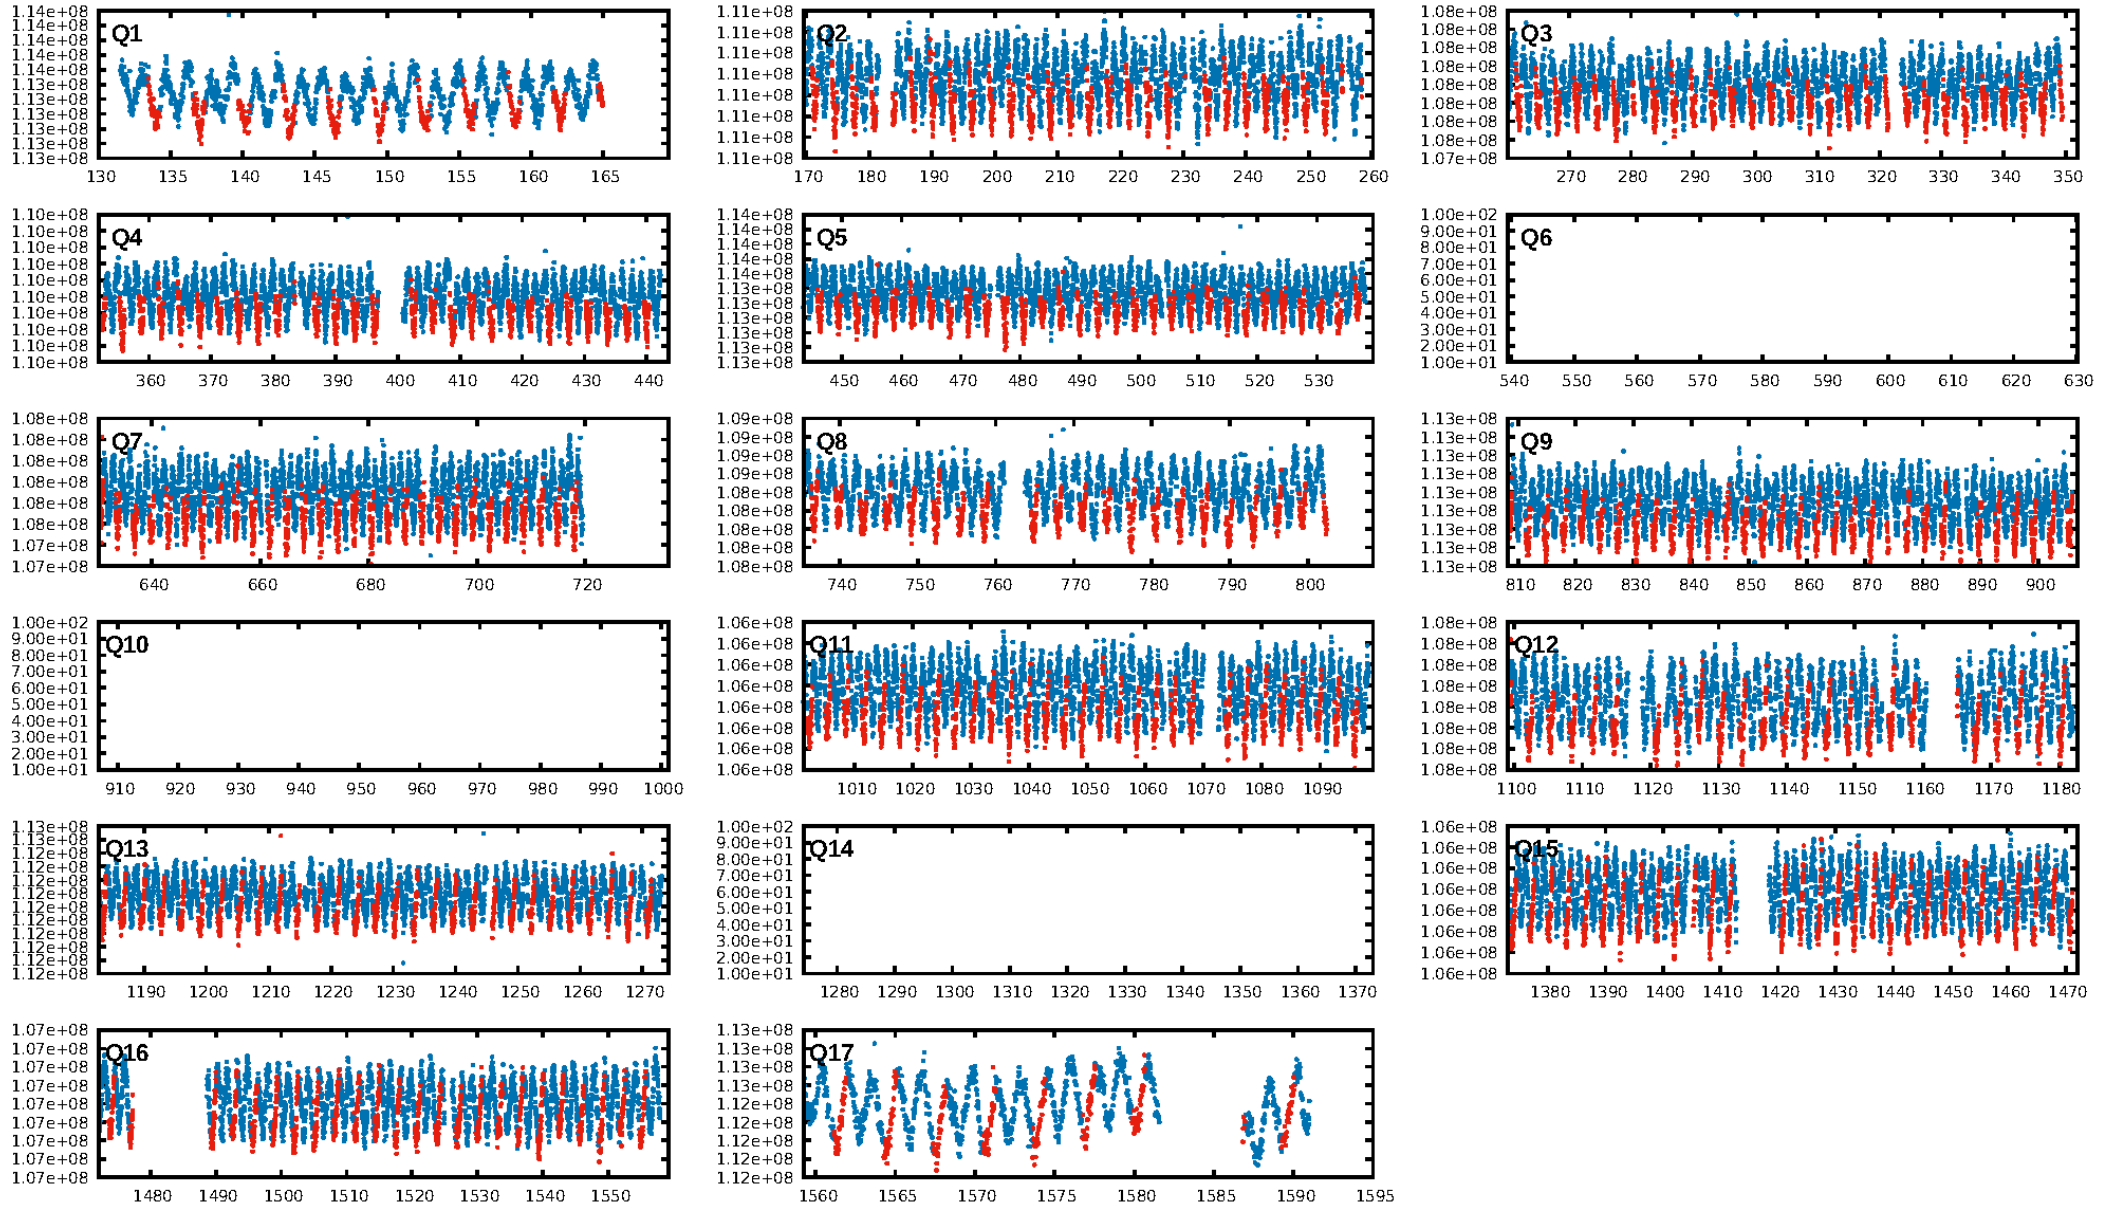 Q1
1.14e+08
1.14e+08
1.14e+08
1.14e+08
1.14e+08
1.13e+08
1.13e+08
1.13e+08
1.13e+08
1.13e+08
1.13e+08
130 135 140 145 150 155 160 165
Q2
1.11e+08
1.11e+08
1.11e+08
1.11e+08
1.11e+08
1.11e+08
1.11e+08
1.11e+08
170 180 190 200 210 220 230 240 250 260
Q3
1.08e+08
1.08e+08
1.08e+08
1.08e+08
1.08e+08
1.08e+08
1.08e+08
1.08e+08
1.07e+08
270 280 290 300 310 320 330 340 350
Q4
1.10e+08
1.10e+08
1.10e+08
1.10e+08
1.10e+08
1.10e+08
1.10e+08
1.10e+08
1.10e+08
1.10e+08
360 370 380 390 400 410 420 430 440
Q5
1.14e+08
1.14e+08
1.14e+08
1.14e+08
1.14e+08
1.13e+08
1.13e+08
1.13e+08
1.13e+08
1.13e+08
1.13e+08
450 460 470 480 490 500 510 520 530
Q6
1.00e+02
9.00e+01
8.00e+01
7.00e+01
6.00e+01
5.00e+01
4.00e+01
3.00e+01
2.00e+01
1.00e+01
540 550 560 570 580 590 600 610 620 630
Q7
1.08e+08
1.08e+08
1.08e+08
1.08e+08
1.08e+08
1.08e+08
1.07e+08
1.07e+08
640 660 680 700 720
Q8
1.09e+08
1.09e+08
1.09e+08
1.09e+08
1.08e+08
1.08e+08
1.08e+08
1.08e+08
1.08e+08
740 750 760 770 780 790 800
Q9
1.13e+08
1.13e+08
1.13e+08
1.13e+08
1.13e+08
1.13e+08
1.13e+08
1.13e+08
1.13e+08
810 820 830 840 850 860 870 880 890 900
Q10
1.00e+02
9.00e+01
8.00e+01
7.00e+01
6.00e+01
5.00e+01
4.00e+01
3.00e+01
2.00e+01
1.00e+01
910 920 930 940 950 960 970 980 990 1000
Q11
1.06e+08
1.06e+08
1.06e+08
1.06e+08
1.06e+08
1.06e+08
1.06e+08
1.06e+08
1010 1020 1030 1040 1050 1060 1070 1080 1090
Q12
1.08e+08
1.08e+08
1.08e+08
1.08e+08
1.08e+08
1.08e+08
1.08e+08
1.08e+08
1100 1110 1120 1130 1140 1150 1160 1170 1180
Q13
1.13e+08
1.12e+08
1.12e+08
1.12e+08
1.12e+08
1.12e+08
1.12e+08
1.12e+08
1.12e+08
1.12e+08
1.12e+08
1.12e+08
1190 1200 1210 1220 1230 1240 1250 1260 1270
Q14
1.00e+02
9.00e+01
8.00e+01
7.00e+01
6.00e+01
5.00e+01
4.00e+01
3.00e+01
2.00e+01
1.00e+01
1280 1290 1300 1310 1320 1330 1340 1350 1360 1370
Q15
1.06e+08
1.06e+08
1.06e+08
1.06e+08
1.06e+08
1.06e+08
1.06e+08
1.06e+08
1380 1390 1400 1410 1420 1430 1440 1450 1460 1470
Q16
1.07e+08
1.07e+08
1.07e+08
1.07e+08
1.07e+08
1.07e+08
1.07e+08
1.07e+08
1.07e+08
1480 1490 1500 1510 1520 1530 1540 1550
Q17
1.13e+08
1.13e+08
1.13e+08
1.13e+08
1.12e+08
1.12e+08
1.12e+08
1.12e+08
1.12e+08
1560 1565 1570 1575 1580 1585 1590 1595